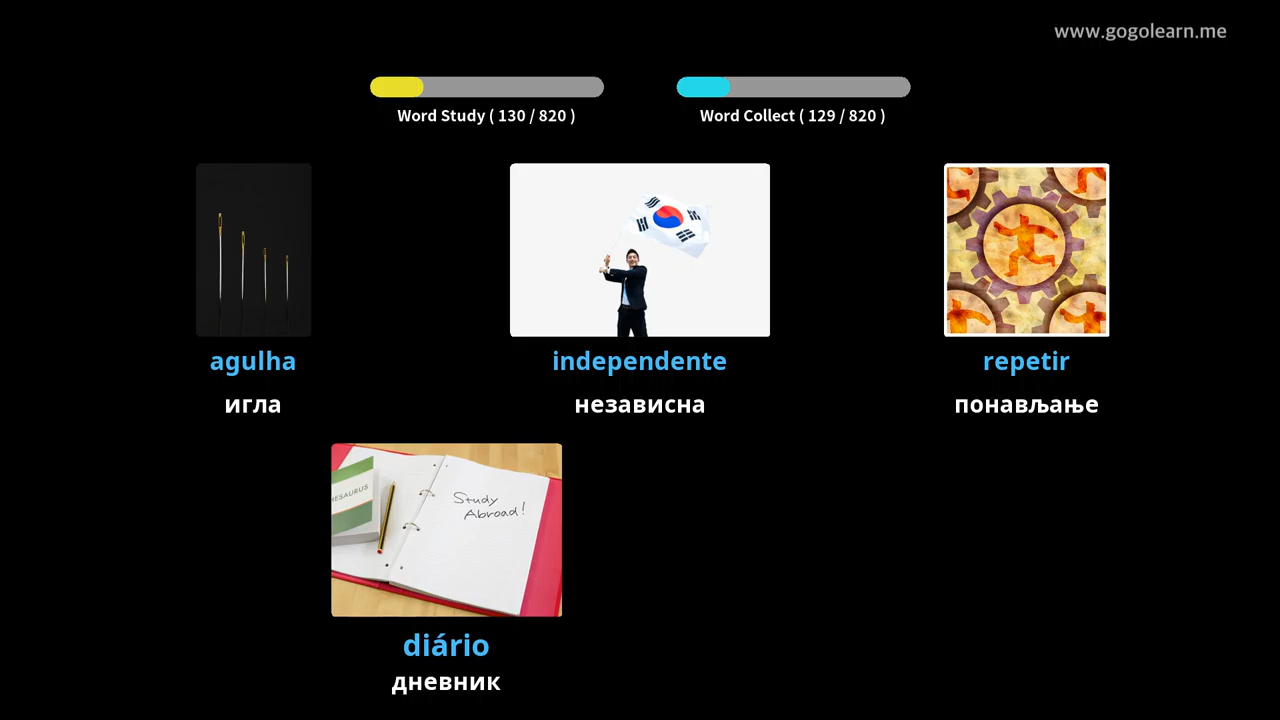 www.gogolearn.me
Word Study ( 130 / 820 )
Word Collect ( 129 / 820 )
agulha
independente
repetir
игла
независна
понављање
HESAURUS
Study
Abroad!
diário
дневник